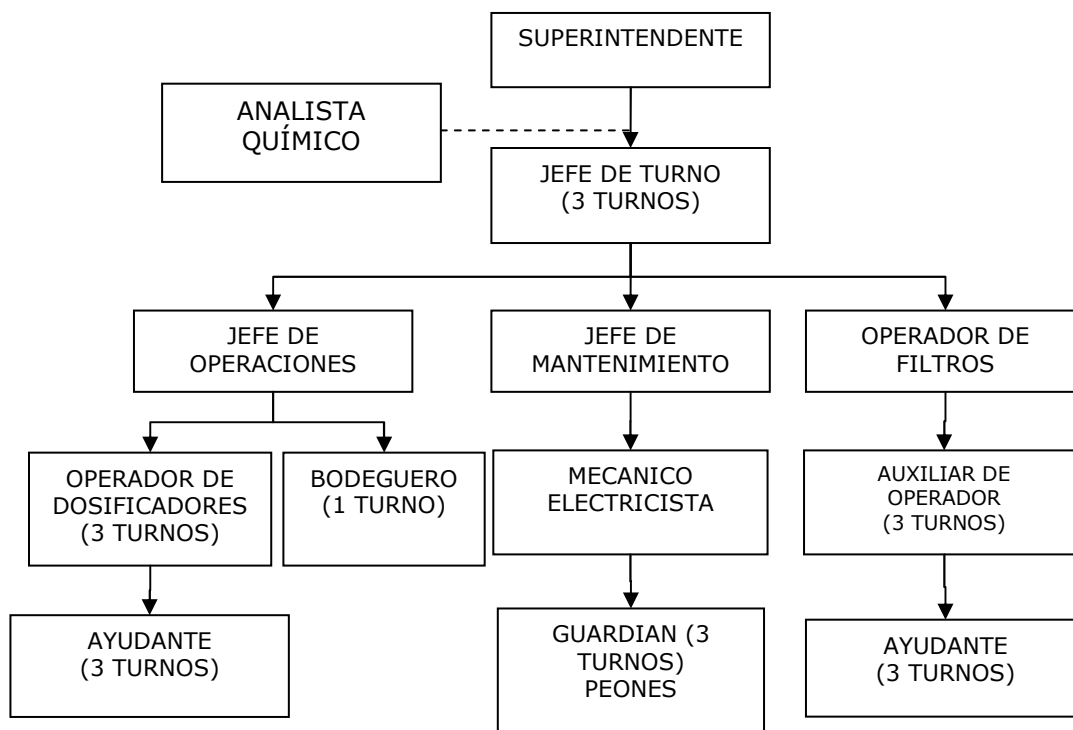 SUPERINTENDENTE
ANALISTA
QUÍMICO
JEFE DE TURNO
(3 TURNOS)
JEFE DE
OPERACIONES
JEFE DE
MANTENIMIENTO
OPERADOR DE
FILTROS
OPERADOR DE
DOSIFICADORES
(3 TURNOS)
BODEGUERO
(1 TURNO)
MECANICO
ELECTRICISTA
AUXILIAR DE
OPERADOR
(3 TURNOS)
AYUDANTE
(3 TURNOS)
GUARDIAN (3
TURNOS)
PEONES
AYUDANTE
(3 TURNOS)